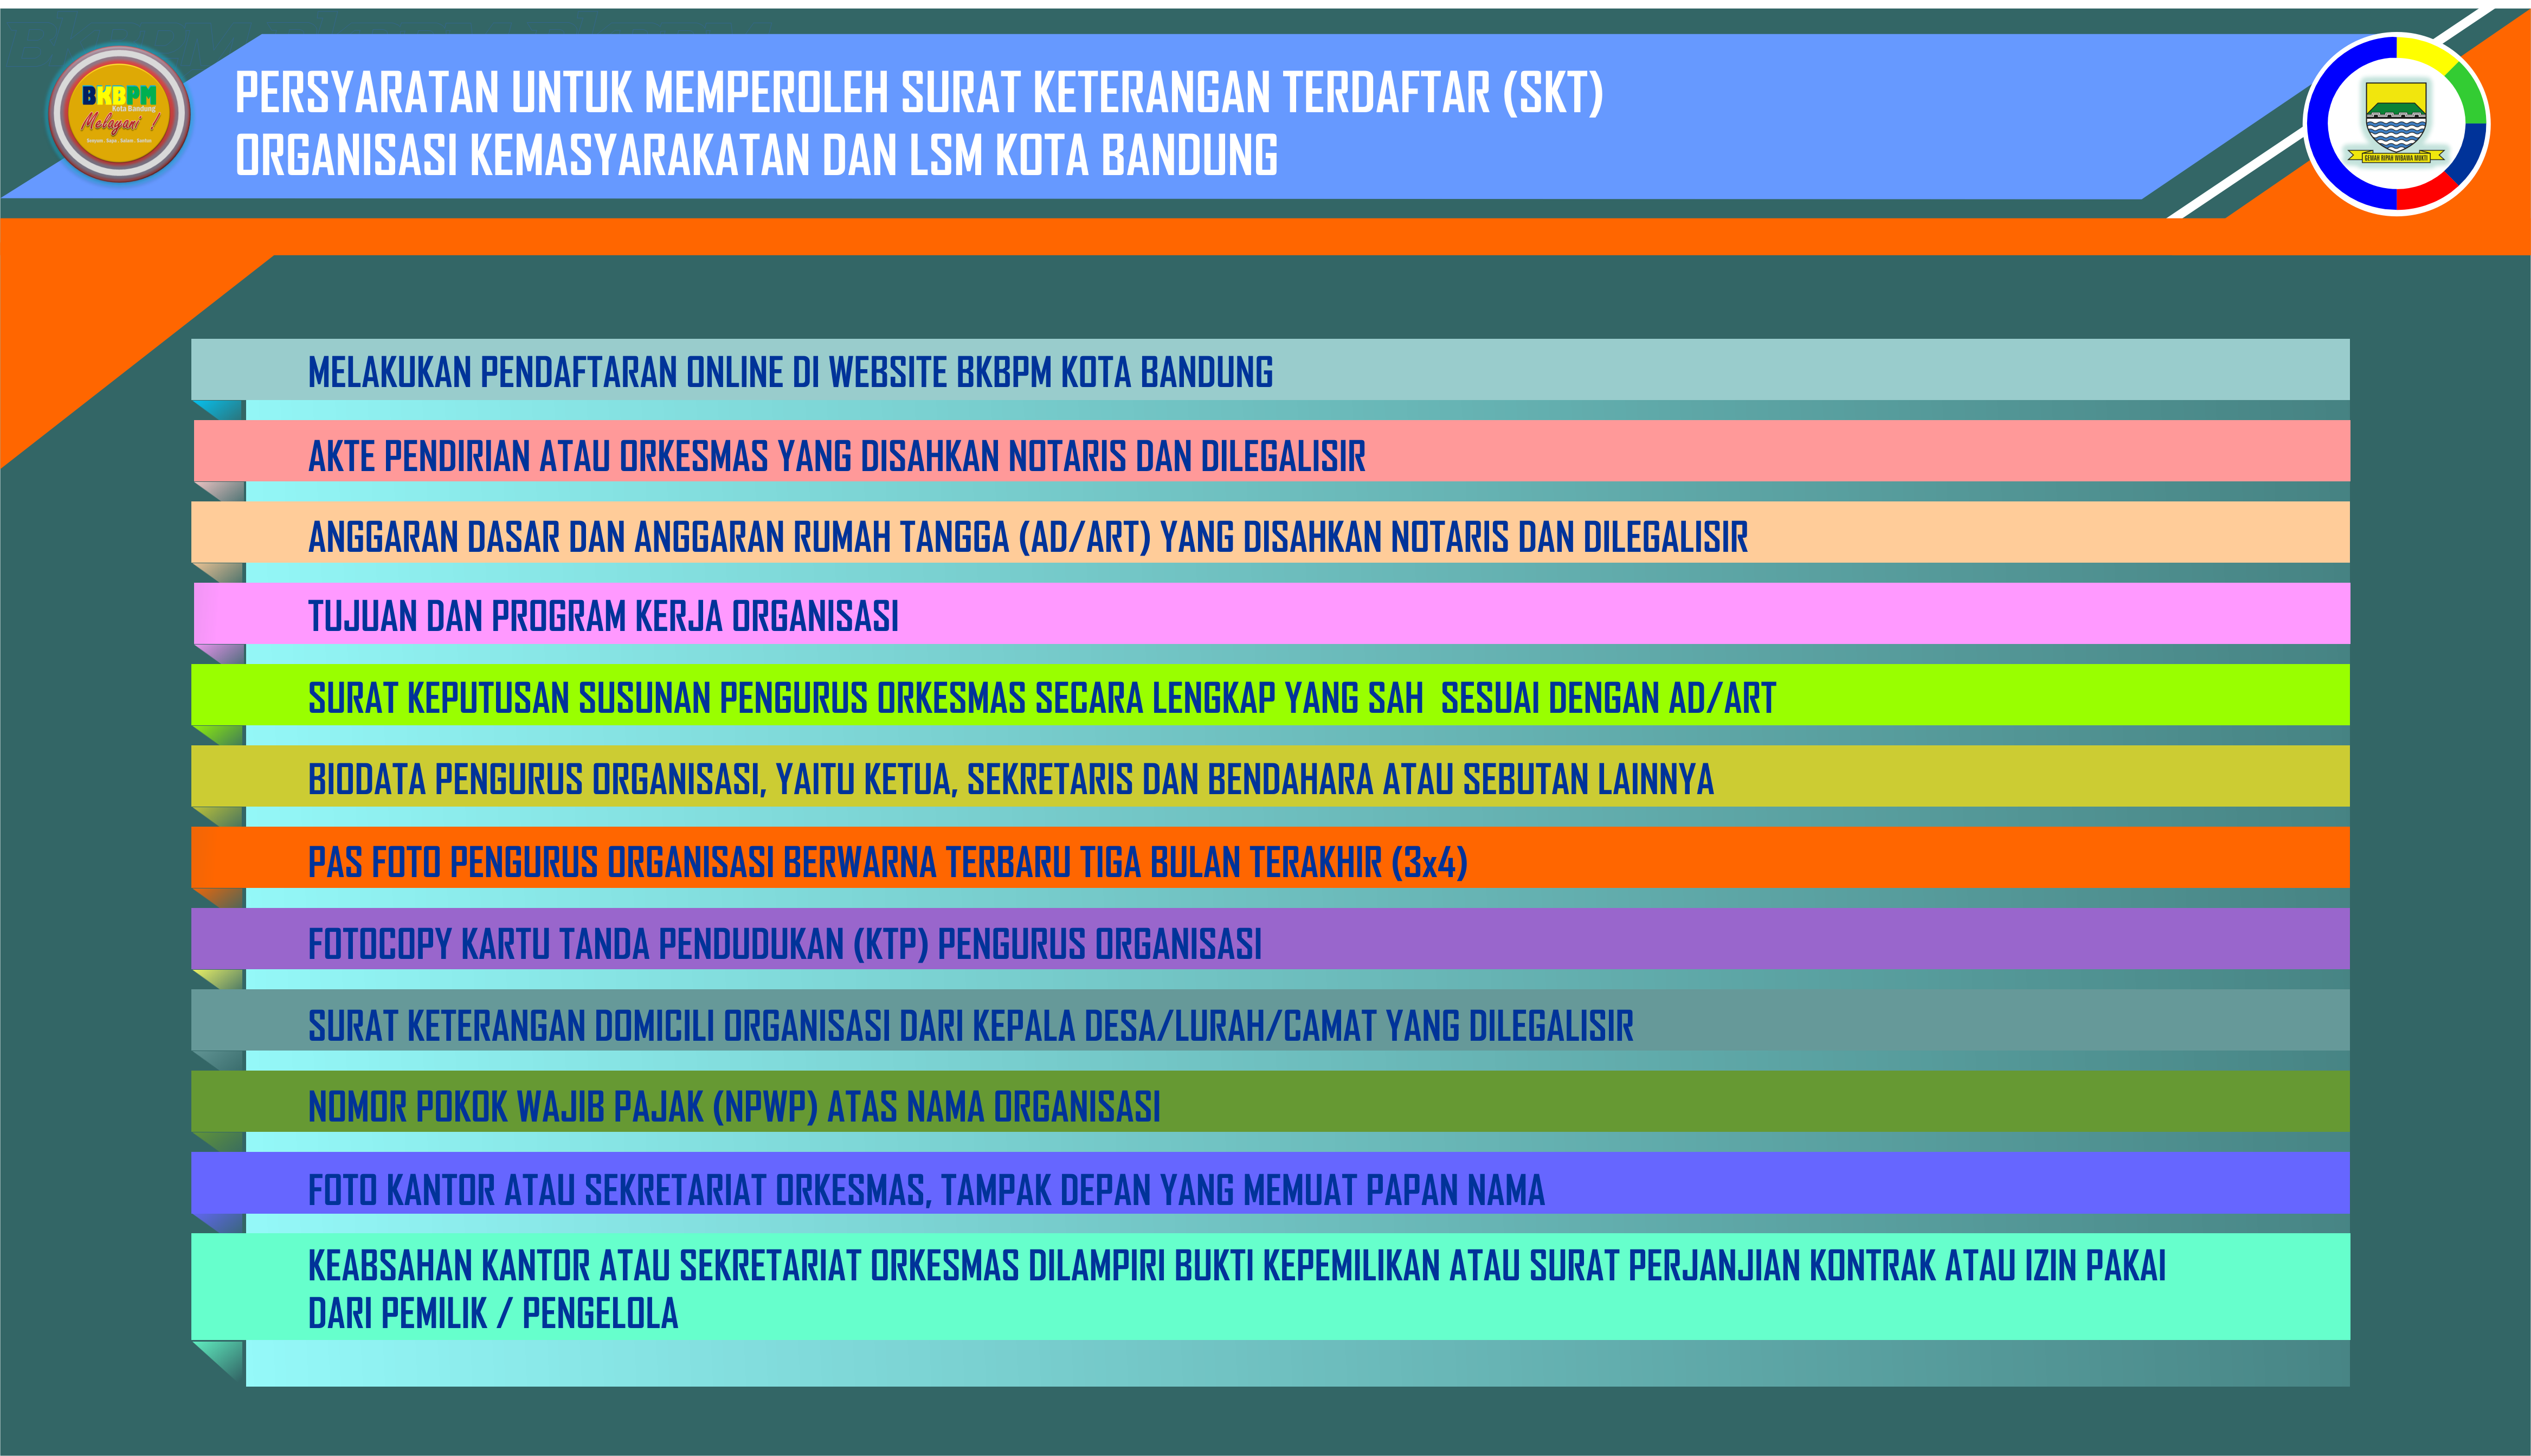 BKBPM
Kota Bandung
Melayani !
PERSYARATAN UNTUK MEMPEROLEH SURAT KETERANGAN TERDAFTAR (SKT)
ORGANISASI KEMASYARAKATAN DAN LSM KOTA BANDUNG
GEMAH RIPAH WIBAWA MUKTI
MELAKUKAN PENDAFTARAN ONLINE DI WEBSITE BKBPM KOTA BANDUNG
AKTE PENDIRIAN ATAU ORKESMAS YANG DISAHKAN NOTARIS DAN DILEGALISIR
ANGGARAN DASAR DAN ANGGARAN RUMAH TANGGA (AD/ART) YANG DISAHKAN NOTARIS DAN DILEGALISIR
TUJUAN DAN PROGRAM KERJA ORGANISASI
SURAT KEPUTUSAN SUSUNAN PENGURUS ORKESMAS SECARA LENGKAP YANG SAH  SESUAI DENGAN AD/ART
BIODATA PENGURUS ORGANISASI, YAITU KETUA, SEKRETARIS DAN BENDAHARA ATAU SEBUTAN LAINNYA
PAS FOTO PENGURUS ORGANISASI BERWARNA TERBARU TIGA BULAN TERAKHIR (3x4)
FOTOCOPY KARTU TANDA PENDUDUKAN (KTP) PENGURUS ORGANISASI
SURAT KETERANGAN DOMICILI ORGANISASI DARI KEPALA DESA/LURAH/CAMAT YANG DILEGALISIR
NOMOR POKOK WAJIB PAJAK (NPWP) ATAS NAMA ORGANISASI
FOTO KANTOR ATAU SEKRETARIAT ORKESMAS, TAMPAK DEPAN YANG MEMUAT PAPAN NAMA
KEABSAHAN KANTOR ATAU SEKRETARIAT ORKESMAS DILAMPIRI BUKTI KEPEMILIKAN ATAU SURAT PERJANJIAN KONTRAK ATAU IZIN PAKAI
DARI PEMILIK / PENGELOLA